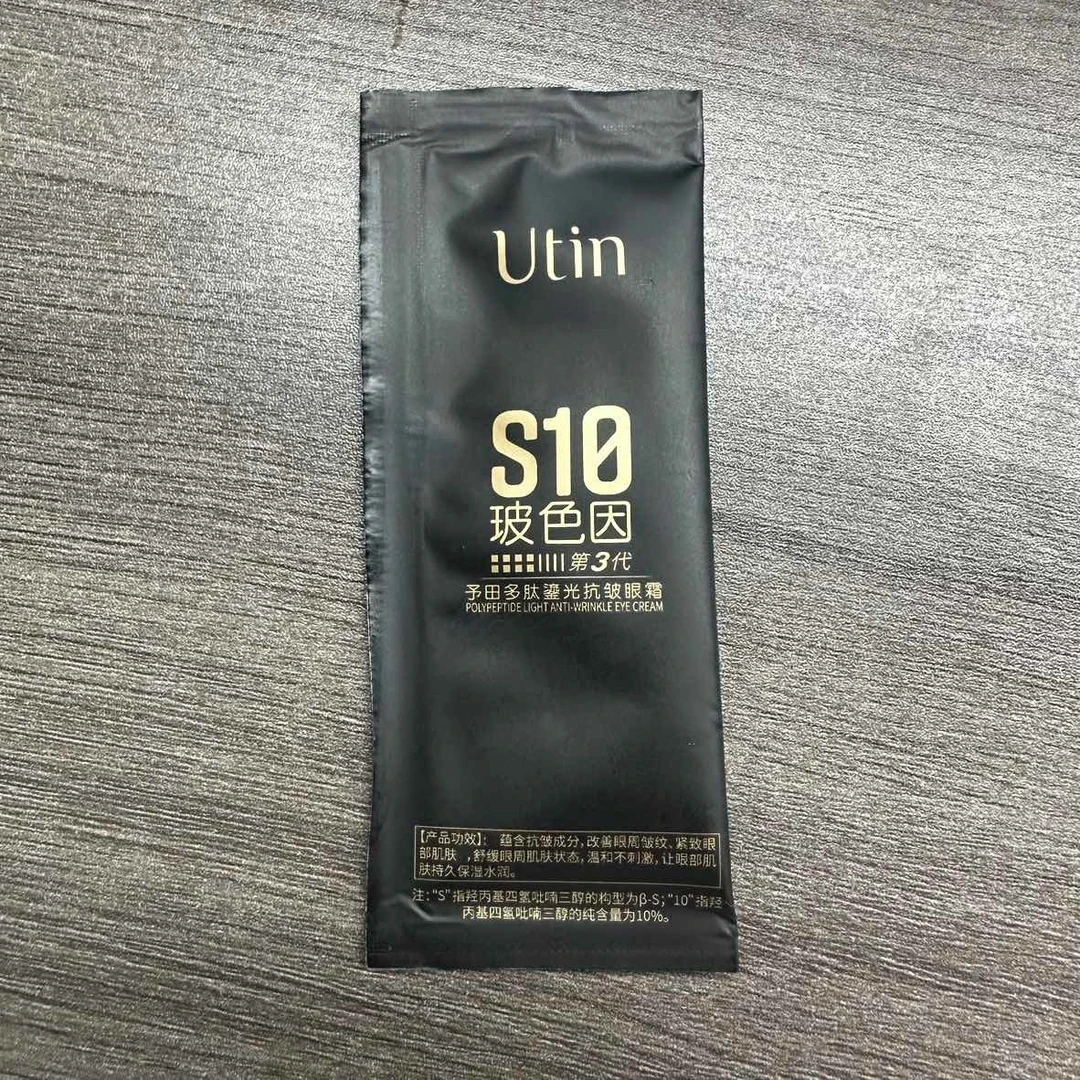 Utin
S10
玻色因
第3代
予田多肽鎏光抗皱眼霜
POLYPEPTIDE LIGHT ANTI-WRINKLE EYE CREAM
【产品功效】: 蕴含抗皱成分,改善眼周皱纹、紧致眼
部肌肤 ,舒缓眼周肌肤状态,温和不刺激,让眼部肌
肤持久保湿水润。
注:"S"指羟丙基四氢吡喃三醇的构型为β-S;"10"指羟
丙基四氢吡喃三醇的纯含量为10%。